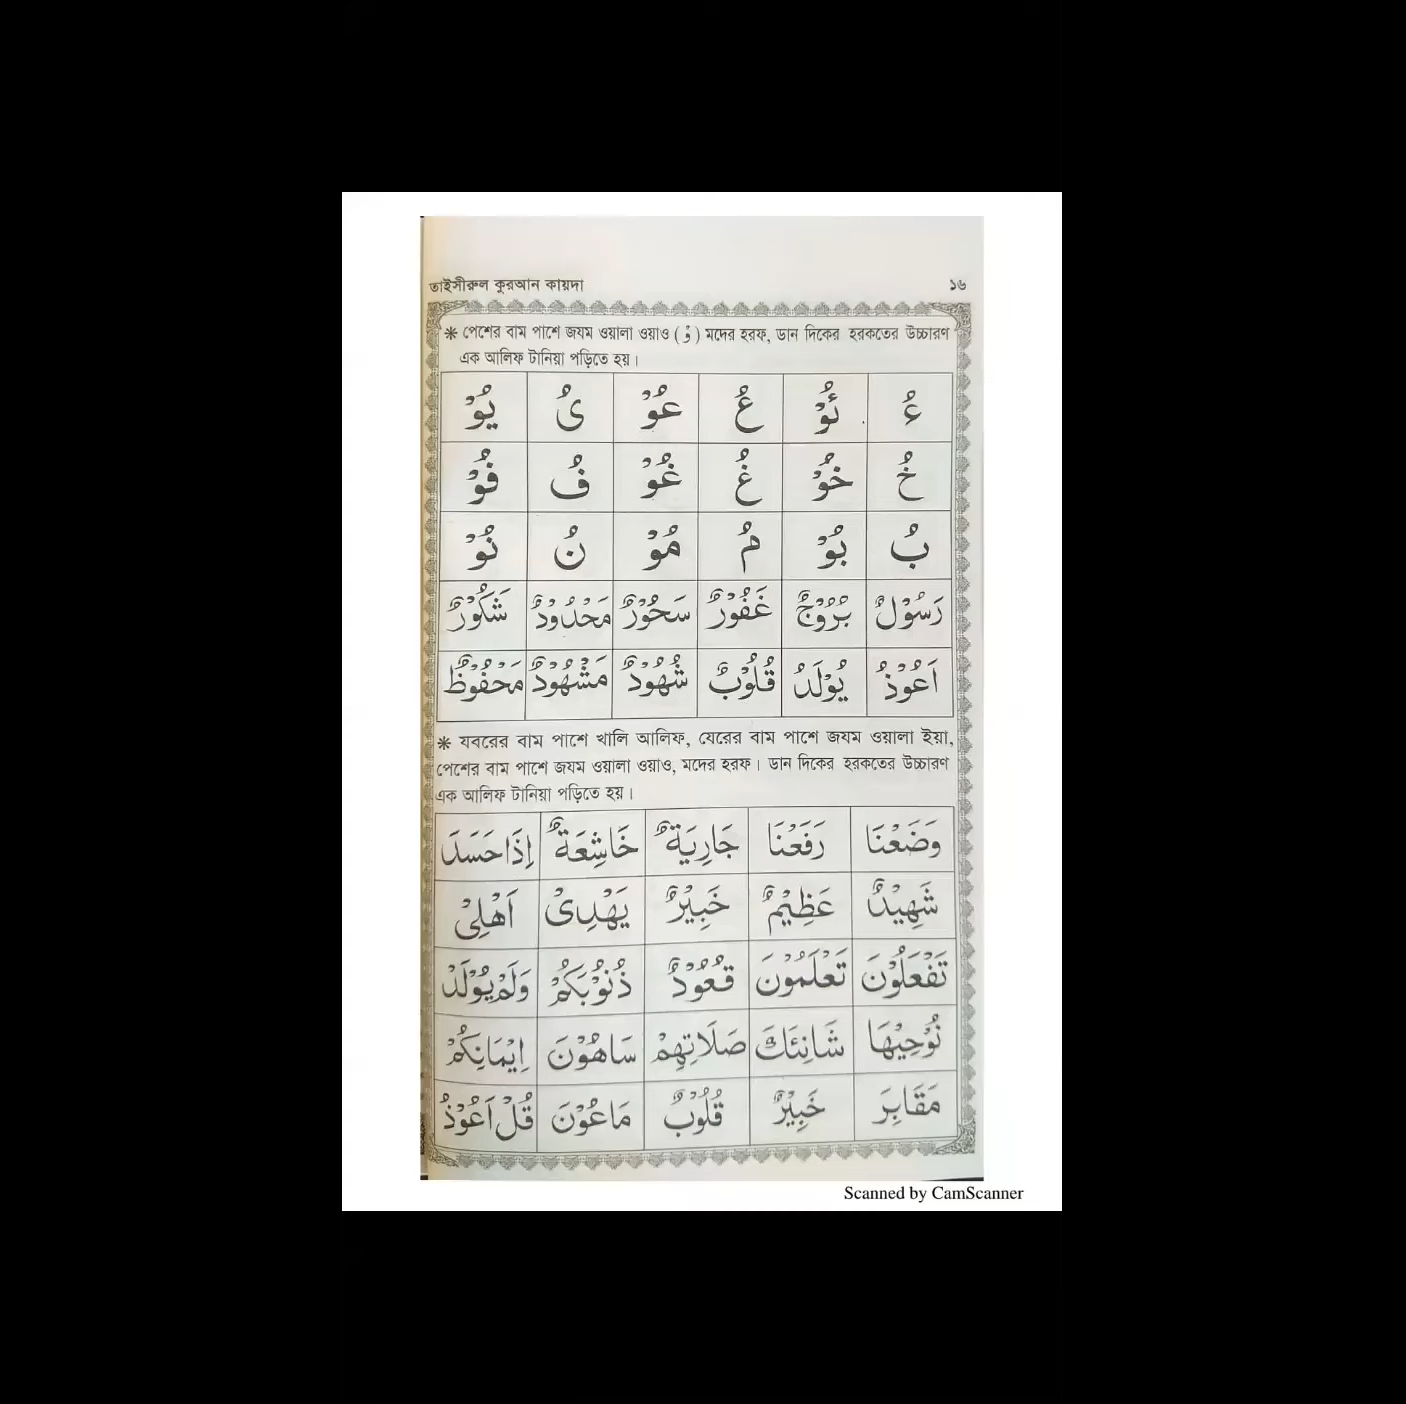 তাইসীরুল কুরআন কায়দা ১৬
❋ পেশের বাম পাশে জযম ওয়ালা ওয়াও (وْ) মদের হরফ, ডান দিকের হরকতের উচ্চারণ
এক আলিফ টানিয়া পড়িতে হয়।
ءُ ئُوْ عُ عُوْ یُ یُوْ
خُ خُوْ غُ غُوْ فُ فُوْ
بُ بُوْ مُ مُوْ نُ نُوْ
رَسُوْلٌ بُرُوْجٌ غَفُوْرٌ سَحُوْرٌ مَحْدُوْدٌ شَكُوْرٌ
اَعُوْذُ يُوْلَدُ قُلُوْبٌ شُهُوْدٌ مَشْهُوْدٌ مَحْفُوْظٌ
❋ যবরের বাম পাশে খালি আলিফ, যেরের বাম পাশে জযম ওয়ালা ইয়া,
পেশের বাম পাশে জযম ওয়ালা ওয়াও, মদের হরফ। ডান দিকের হরকতের উচ্চারণ
এক আলিফ টানিয়া পড়িতে হয়।
وَضَعْنَا رَفَعْنَا جَارِيَةٌ خَاشِعَةٌ اِذَا حَسَدَ
شَهِيْدٌ عَظِيْمٌ خَبِيْرٌ يَهْدِىْ اَهْلِىْ
تَفْعَلُوْنَ تَعْلَمُوْنَ قُعُوْدٌ ذُنُوْبَكُمْ وَلَمْ يُوْلَدْ
نُوْحِيْهَا شَانِئَكَ صَلَاتِهِمْ سَاهُوْنَ اِيْمَانِكُمْ
مَقَابِرَ خَبِيْرٌ قُلُوْبٌ مَاعُوْنَ قُلْ اَعُوْذُ
Scanned by CamScanner